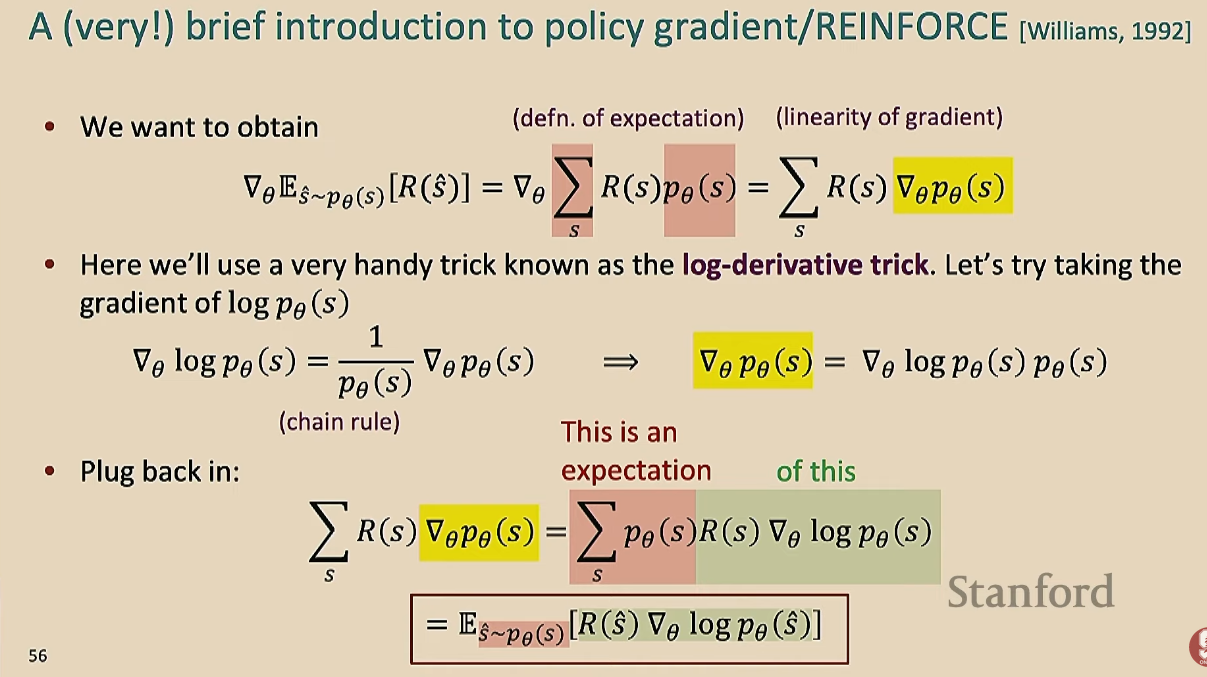 A (very!) brief introduction to policy gradient/REINFORCE [Williams, 1992]
• We want to obtain
(defn. of expectation) (linearity of gradient)
∇θ𝔼ŝ~pθ(s)[R(ŝ)] = ∇θ ∑s R(s)pθ(s) = ∑s R(s) ∇θpθ(s)
• Here we’ll use a very handy trick known as the log-derivative trick. Let’s try taking the
gradient of log pθ(s)
∇θ log pθ(s) = 1/pθ(s) ∇θpθ(s) ⟹ ∇θ pθ(s) = ∇θ log pθ(s) pθ(s)
(chain rule)
This is an
expectation of this
• Plug back in:
∑s R(s) ∇θpθ(s) = ∑s pθ(s)R(s) ∇θ log pθ(s)
Stanford
= 𝔼ŝ~pθ(s)[R(ŝ) ∇θ log pθ(ŝ)]
56